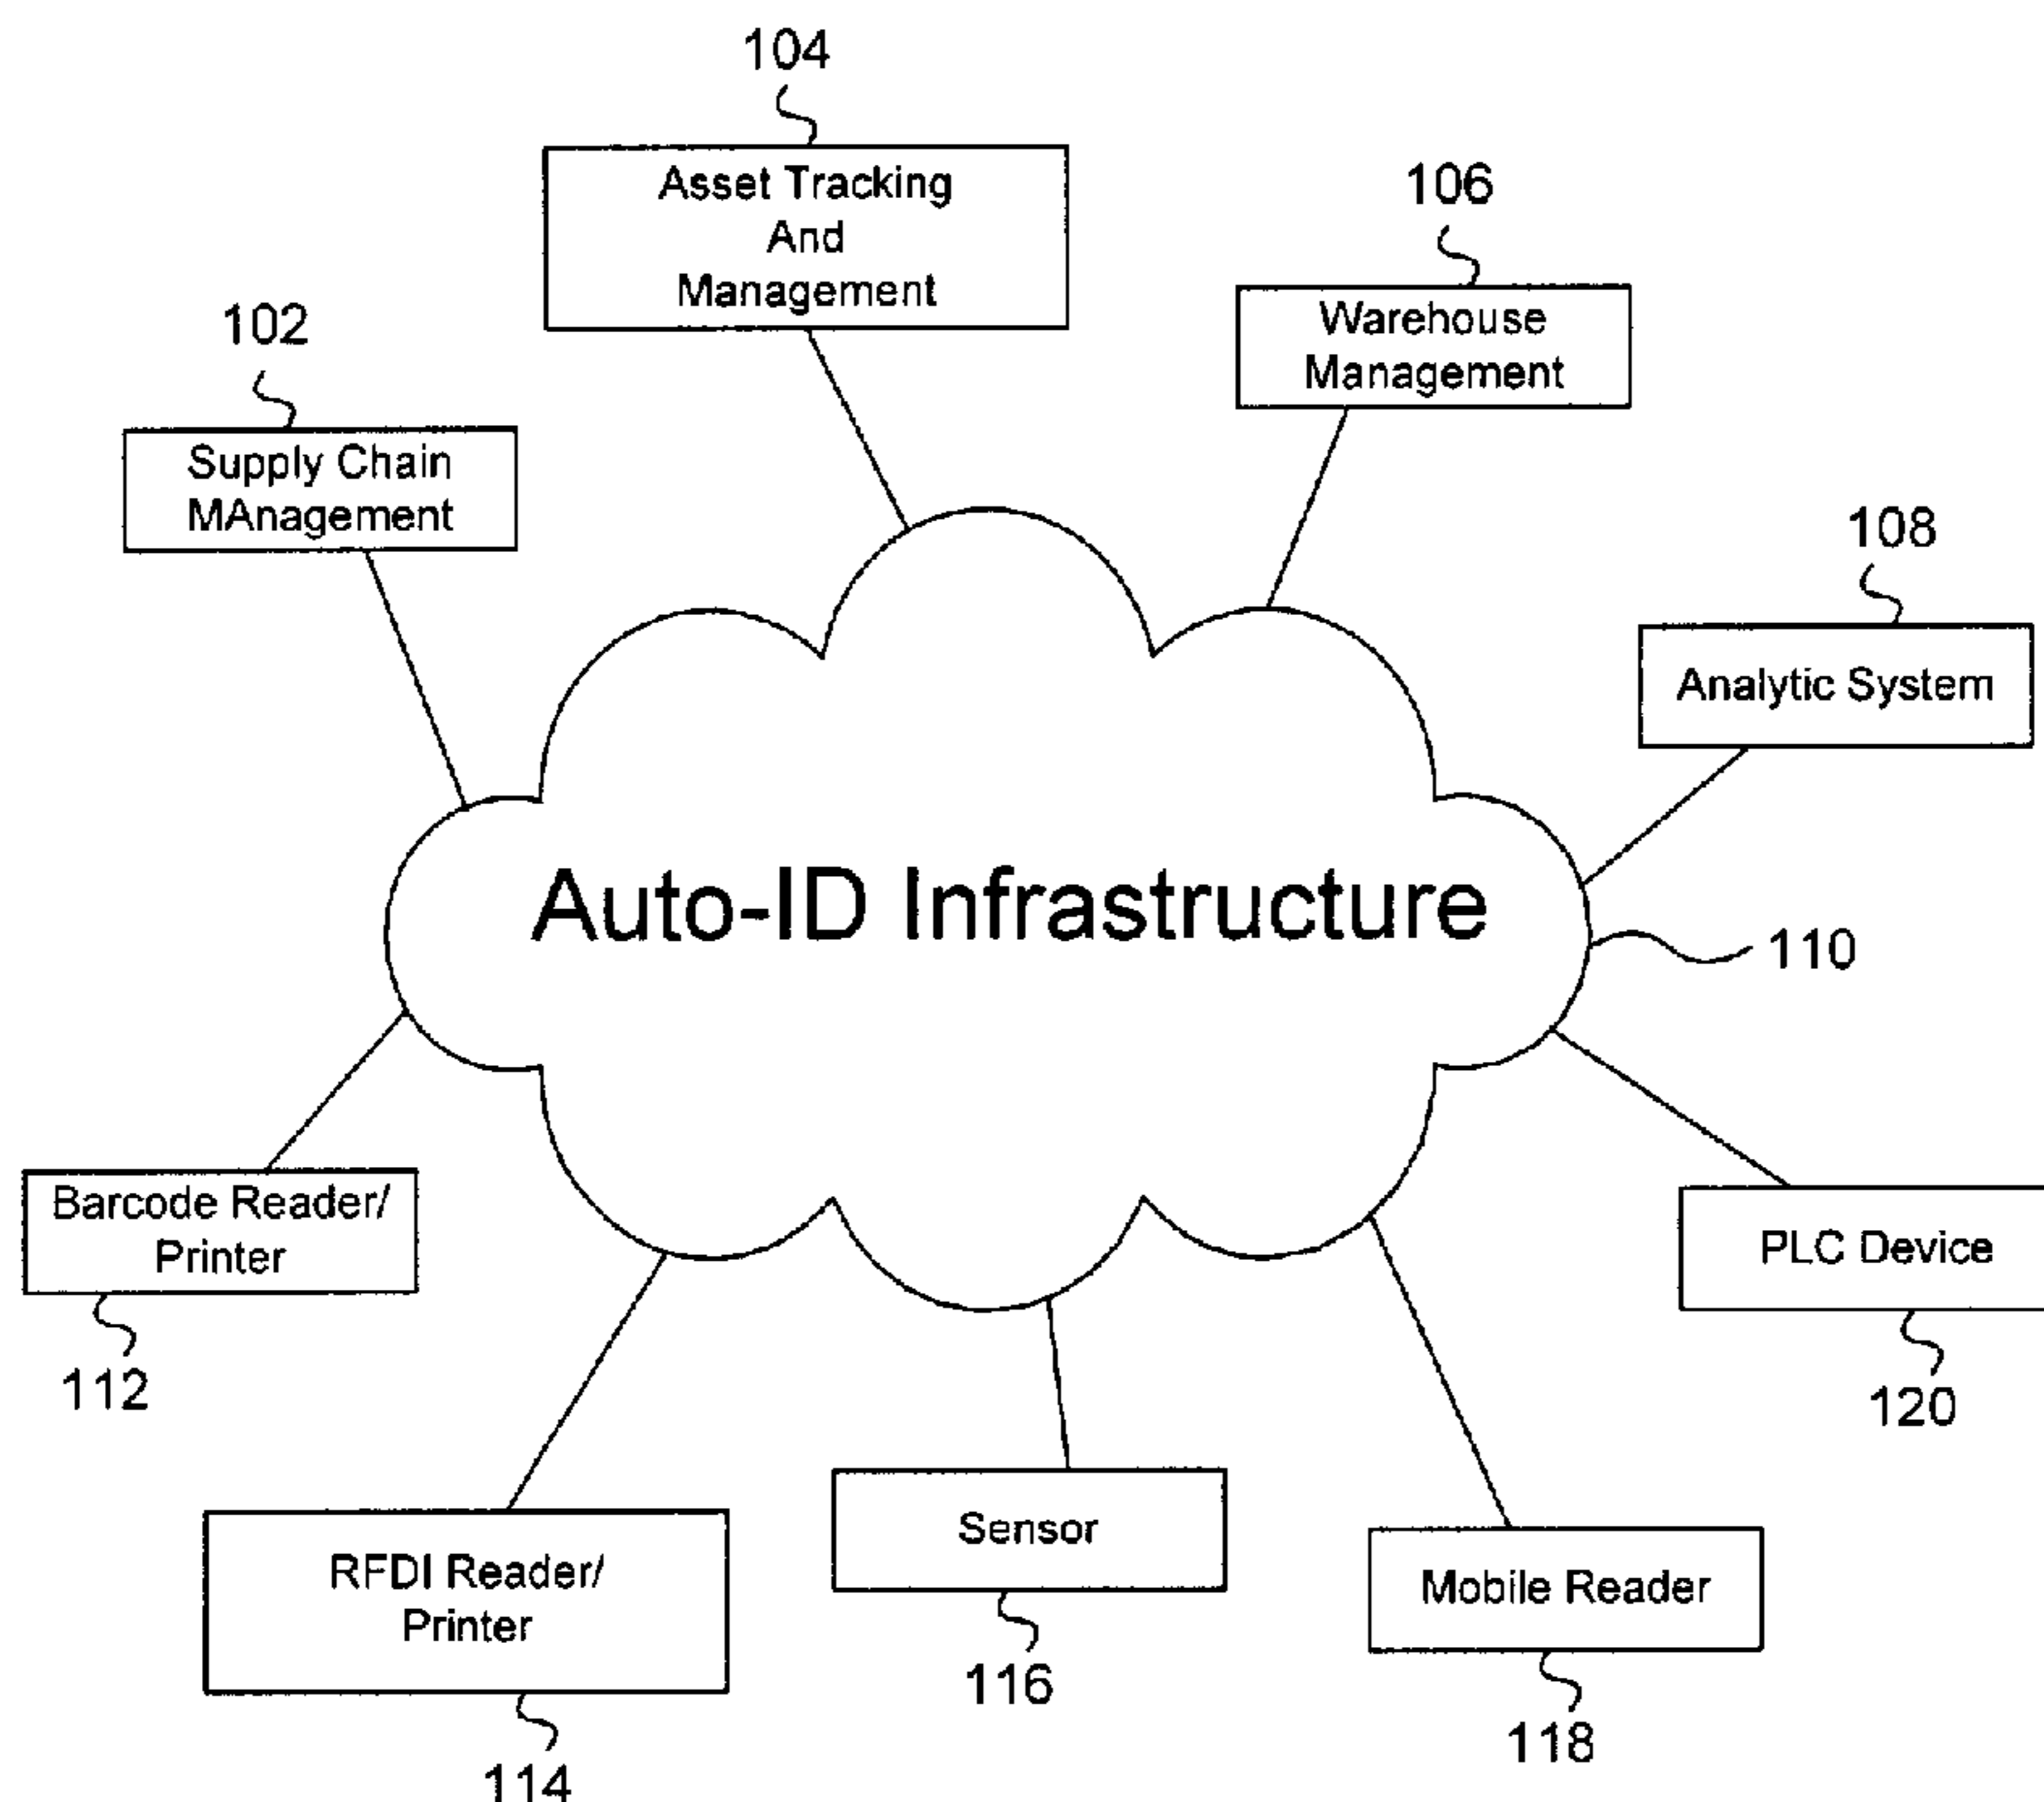 104
Asset Tracking
And
Management
106
Warehouse
Management
102
Supply Chain
MAnagement
108
Analytic System
Auto-ID Infrastructure
110
Barcode Reader/
Printer
112
PLC Device
120
RFDI Reader/
Printer
114
Sensor
116
Mobile Reader
118